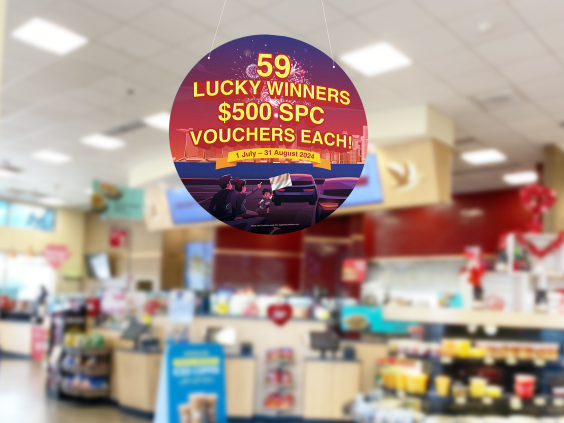 59
LUCKY WINNERS
$500 SPC
VOUCHERS EACH!
1 July – 31 August 2024